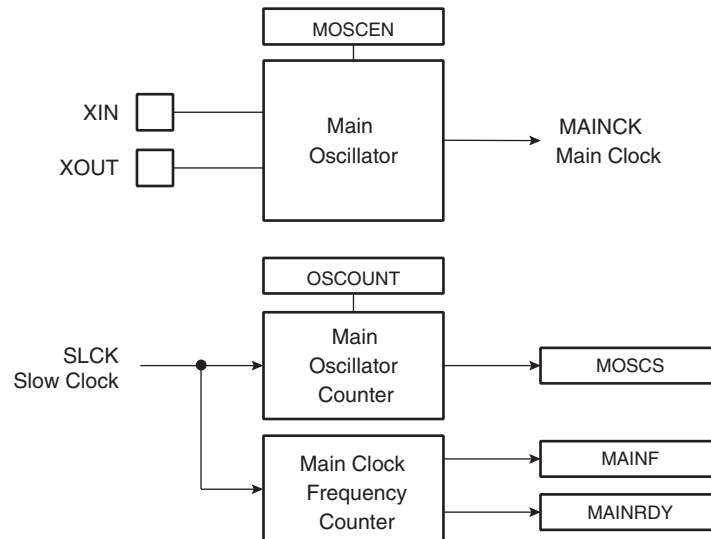 MOSCEN
XIN
XOUT
Main
Oscillator
MAINCK
Main Clock
OSCOUNT
SLCK
Slow Clock
Main
Oscillator
Counter
MOSCS
Main Clock
Frequency
Counter
MAINF
MAINRDY